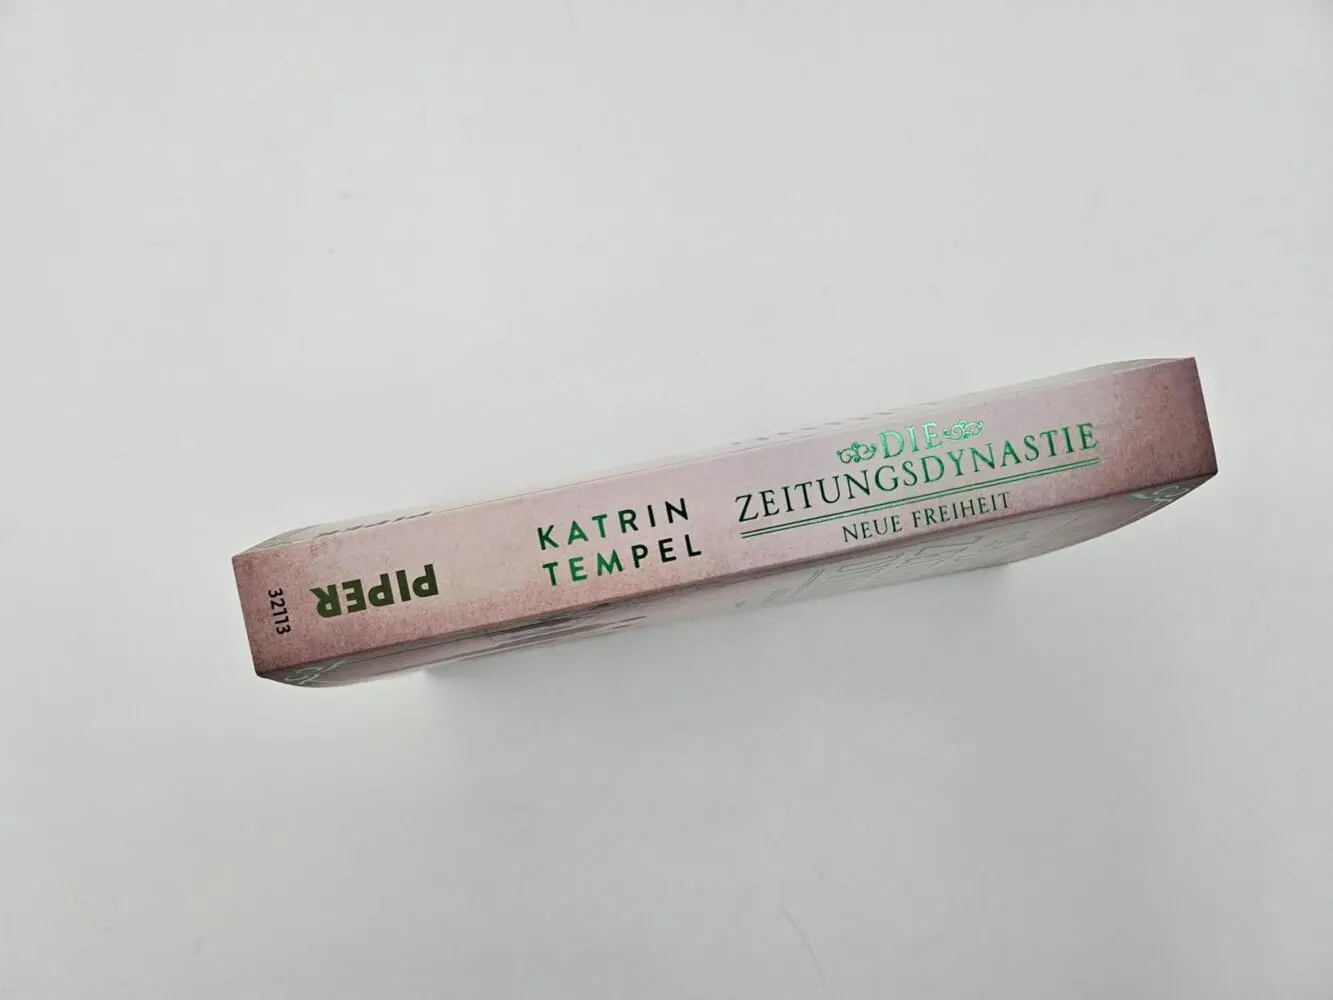 DIE
ZEITUNGSDYNASTIE
NEUE FREIHEIT
KATRIN
TEMPEL
PIPER
32113